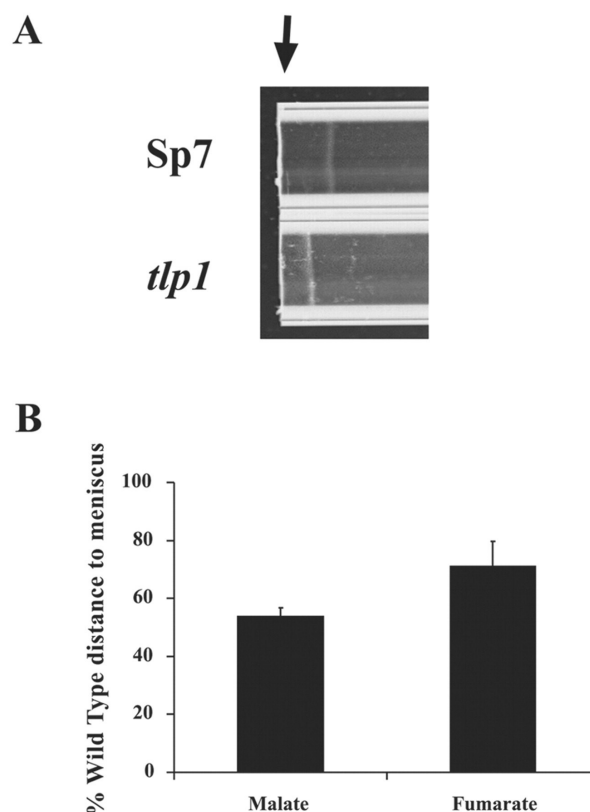 A
Sp7
tlp1
B
% Wild Type distance to meniscus
100
80
60
40
20
0
Malate
Fumarate